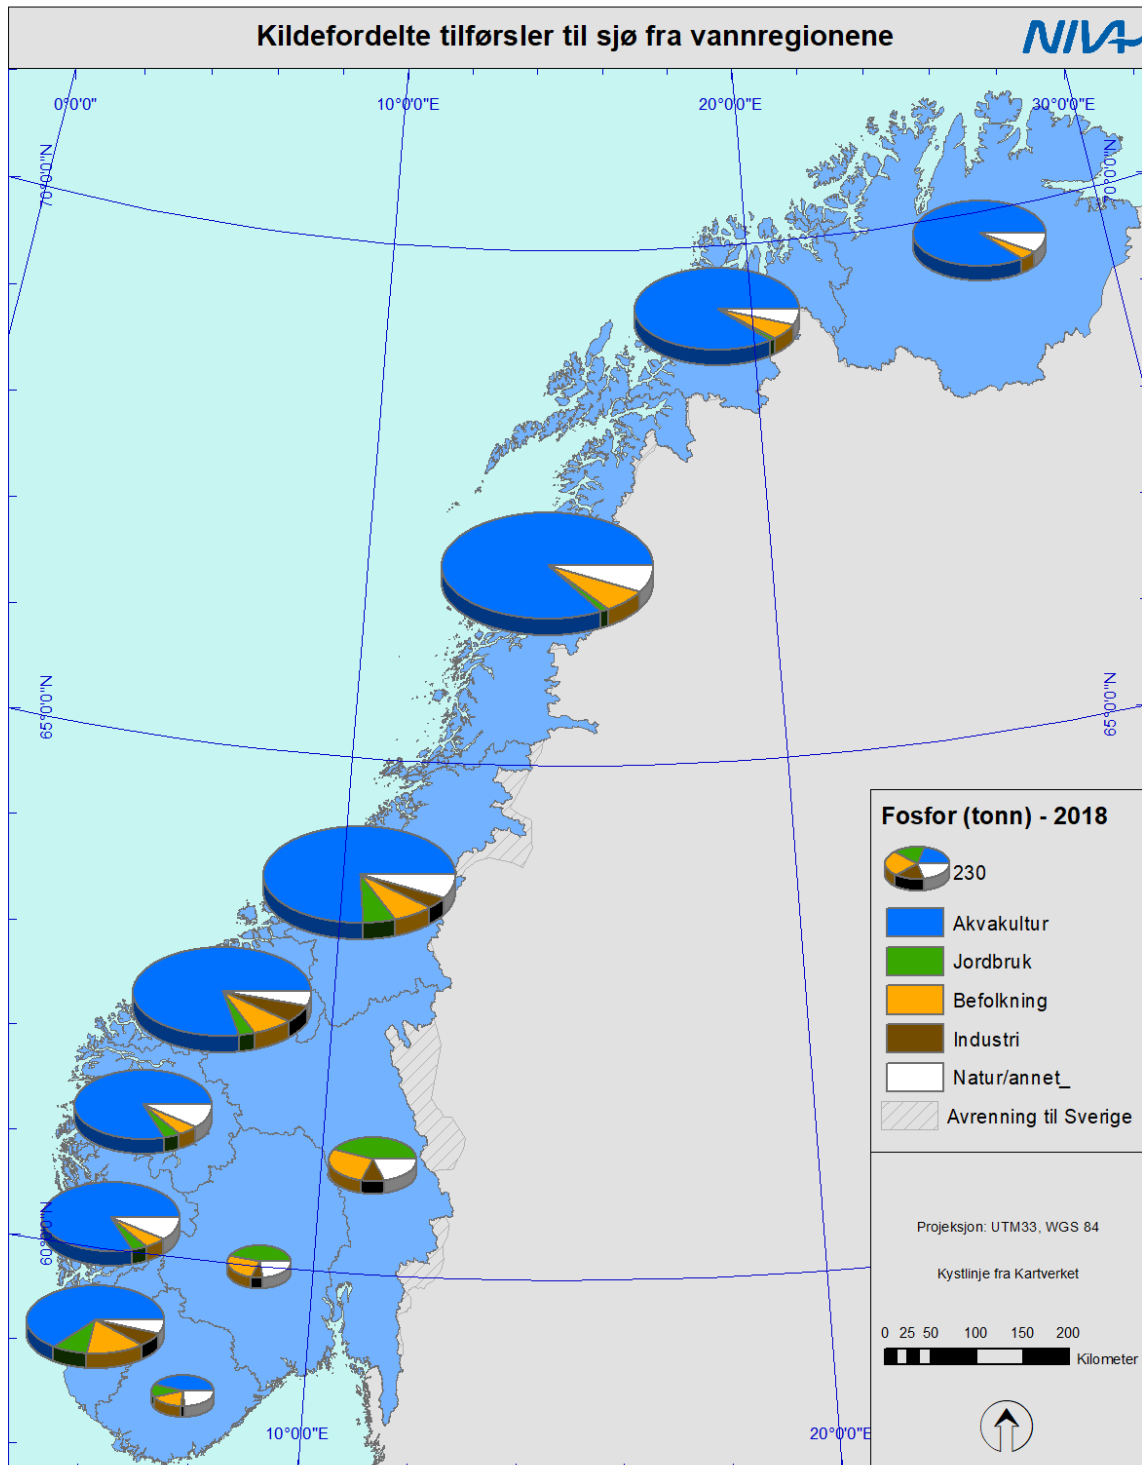 Kildefordelte tilførsler til sjø fra vannregionene
NIVA
0°0'0"
10°0'0"E
20°0'0"E
30°0'0"E
70°0'0"N
70°0'0"N
65°0'0"N
65°0'0"N
60°0'0"N
10°0'0"E
20°0'0"E
Fosfor (tonn) - 2018
230
Akvakultur
Jordbruk
Befolkning
Industri
Natur/annet_
Avrenning til Sverige
Projeksjon: UTM33, WGS 84
Kystlinje fra Kartverket
0 25 50 100 150 200
Kilometer